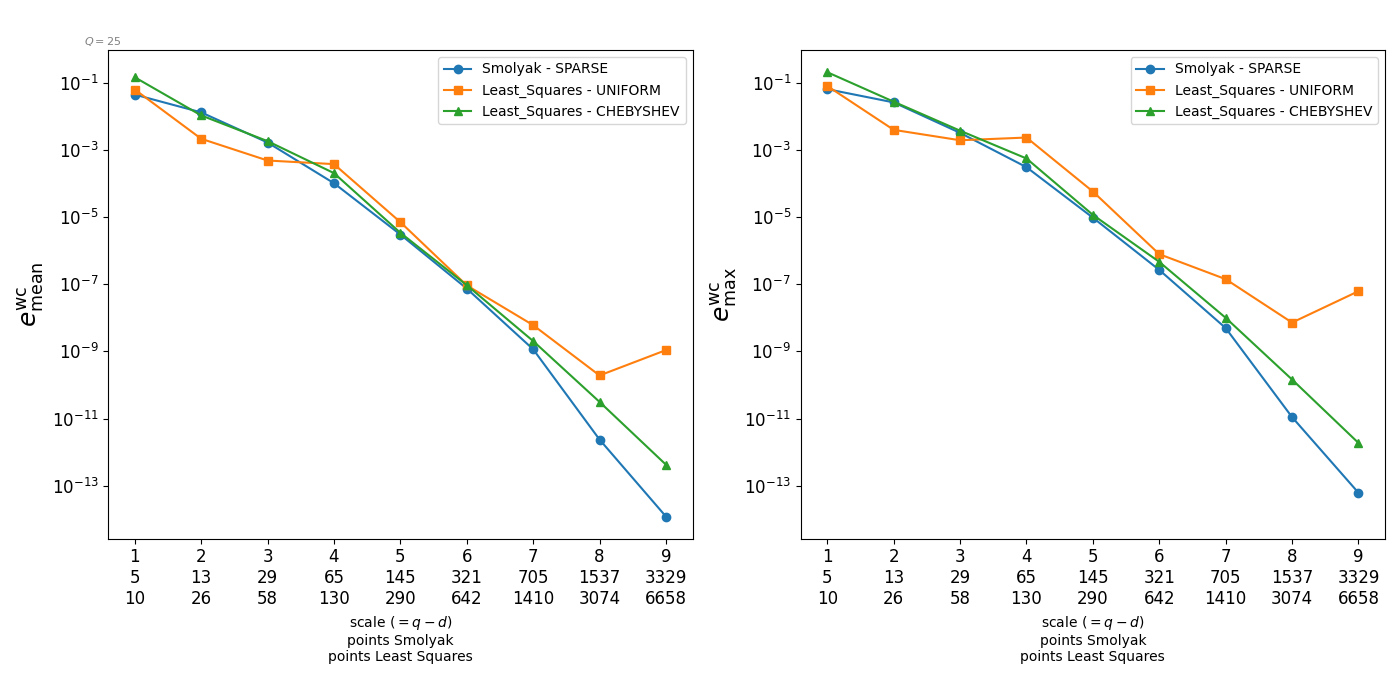 Q = 25
Smolyak - SPARSE
Least_Squares - UNIFORM
Least_Squares - CHEBYSHEV
10⁻¹
10⁻³
10⁻⁵
10⁻⁷
10⁻⁹
10⁻¹¹
10⁻¹³
e^wc_mean
1 2 3 4 5 6 7 8 9
5 13 29 65 145 321 705 1537 3329
10 26 58 130 290 642 1410 3074 6658
scale (= q − d)
points Smolyak
points Least Squares
Smolyak - SPARSE
Least_Squares - UNIFORM
Least_Squares - CHEBYSHEV
10⁻¹
10⁻³
10⁻⁵
10⁻⁷
10⁻⁹
10⁻¹¹
10⁻¹³
e^wc_max
1 2 3 4 5 6 7 8 9
5 13 29 65 145 321 705 1537 3329
10 26 58 130 290 642 1410 3074 6658
scale (= q − d)
points Smolyak
points Least Squares